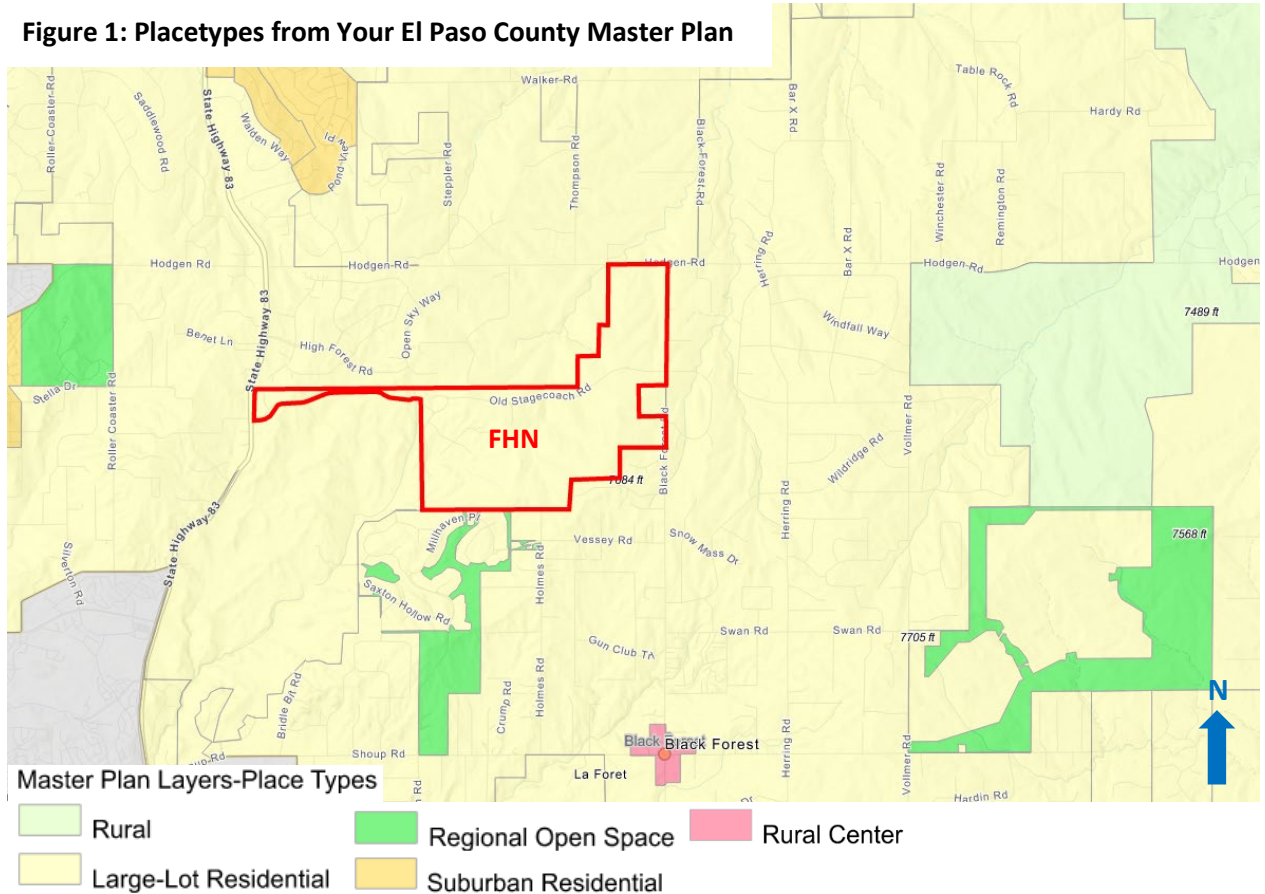 Figure 1: Placetypes from Your El Paso County Master Plan
Walker-Rd
Table Rock Rd
Hardy Rd
Roller-Coaster-Rd
Saddlewood Rd
State Highway 83
Walden Way
Pond-View Pl
Steppler Rd
Thompson Rd
Black-Forest-Rd
Bar X Rd
Winchester Rd
Remington Rd
Hodgen Rd
Hodgen-Rd
Hodgen-Rd
Herring Rd
Bar X Rd
Hodgen-Rd
Hodgen
7489 ft
Open Sky Way
State Highway 83
Benet Ln
High Forest Rd
Windfall Way
Stella Dr
Old Stagecoach Rd
Roller Coaster Rd
FHN
Black Forest Rd
Vollmer Rd
Wildridge Rd
7684 ft
State Highway-83
Herring Rd
Millhaven Pl
Vessey Rd
Snow Mass Dr
7568 ft
Silverton Rd
Holmes Rd
Saxton Hollow Rd
Swan Rd
Swan Rd
7705 ft
Gun Club Trl
Bridle Bit Rd
Crump Rd
Holmes Rd
N
Shoup Rd
Black Forest
Black Forest
Herring Rd
Vollmer Rd
La Foret
Hardin Rd
Master Plan Layers-Place Types
Rural
Regional Open Space
Rural Center
Large-Lot Residential
Suburban Residential